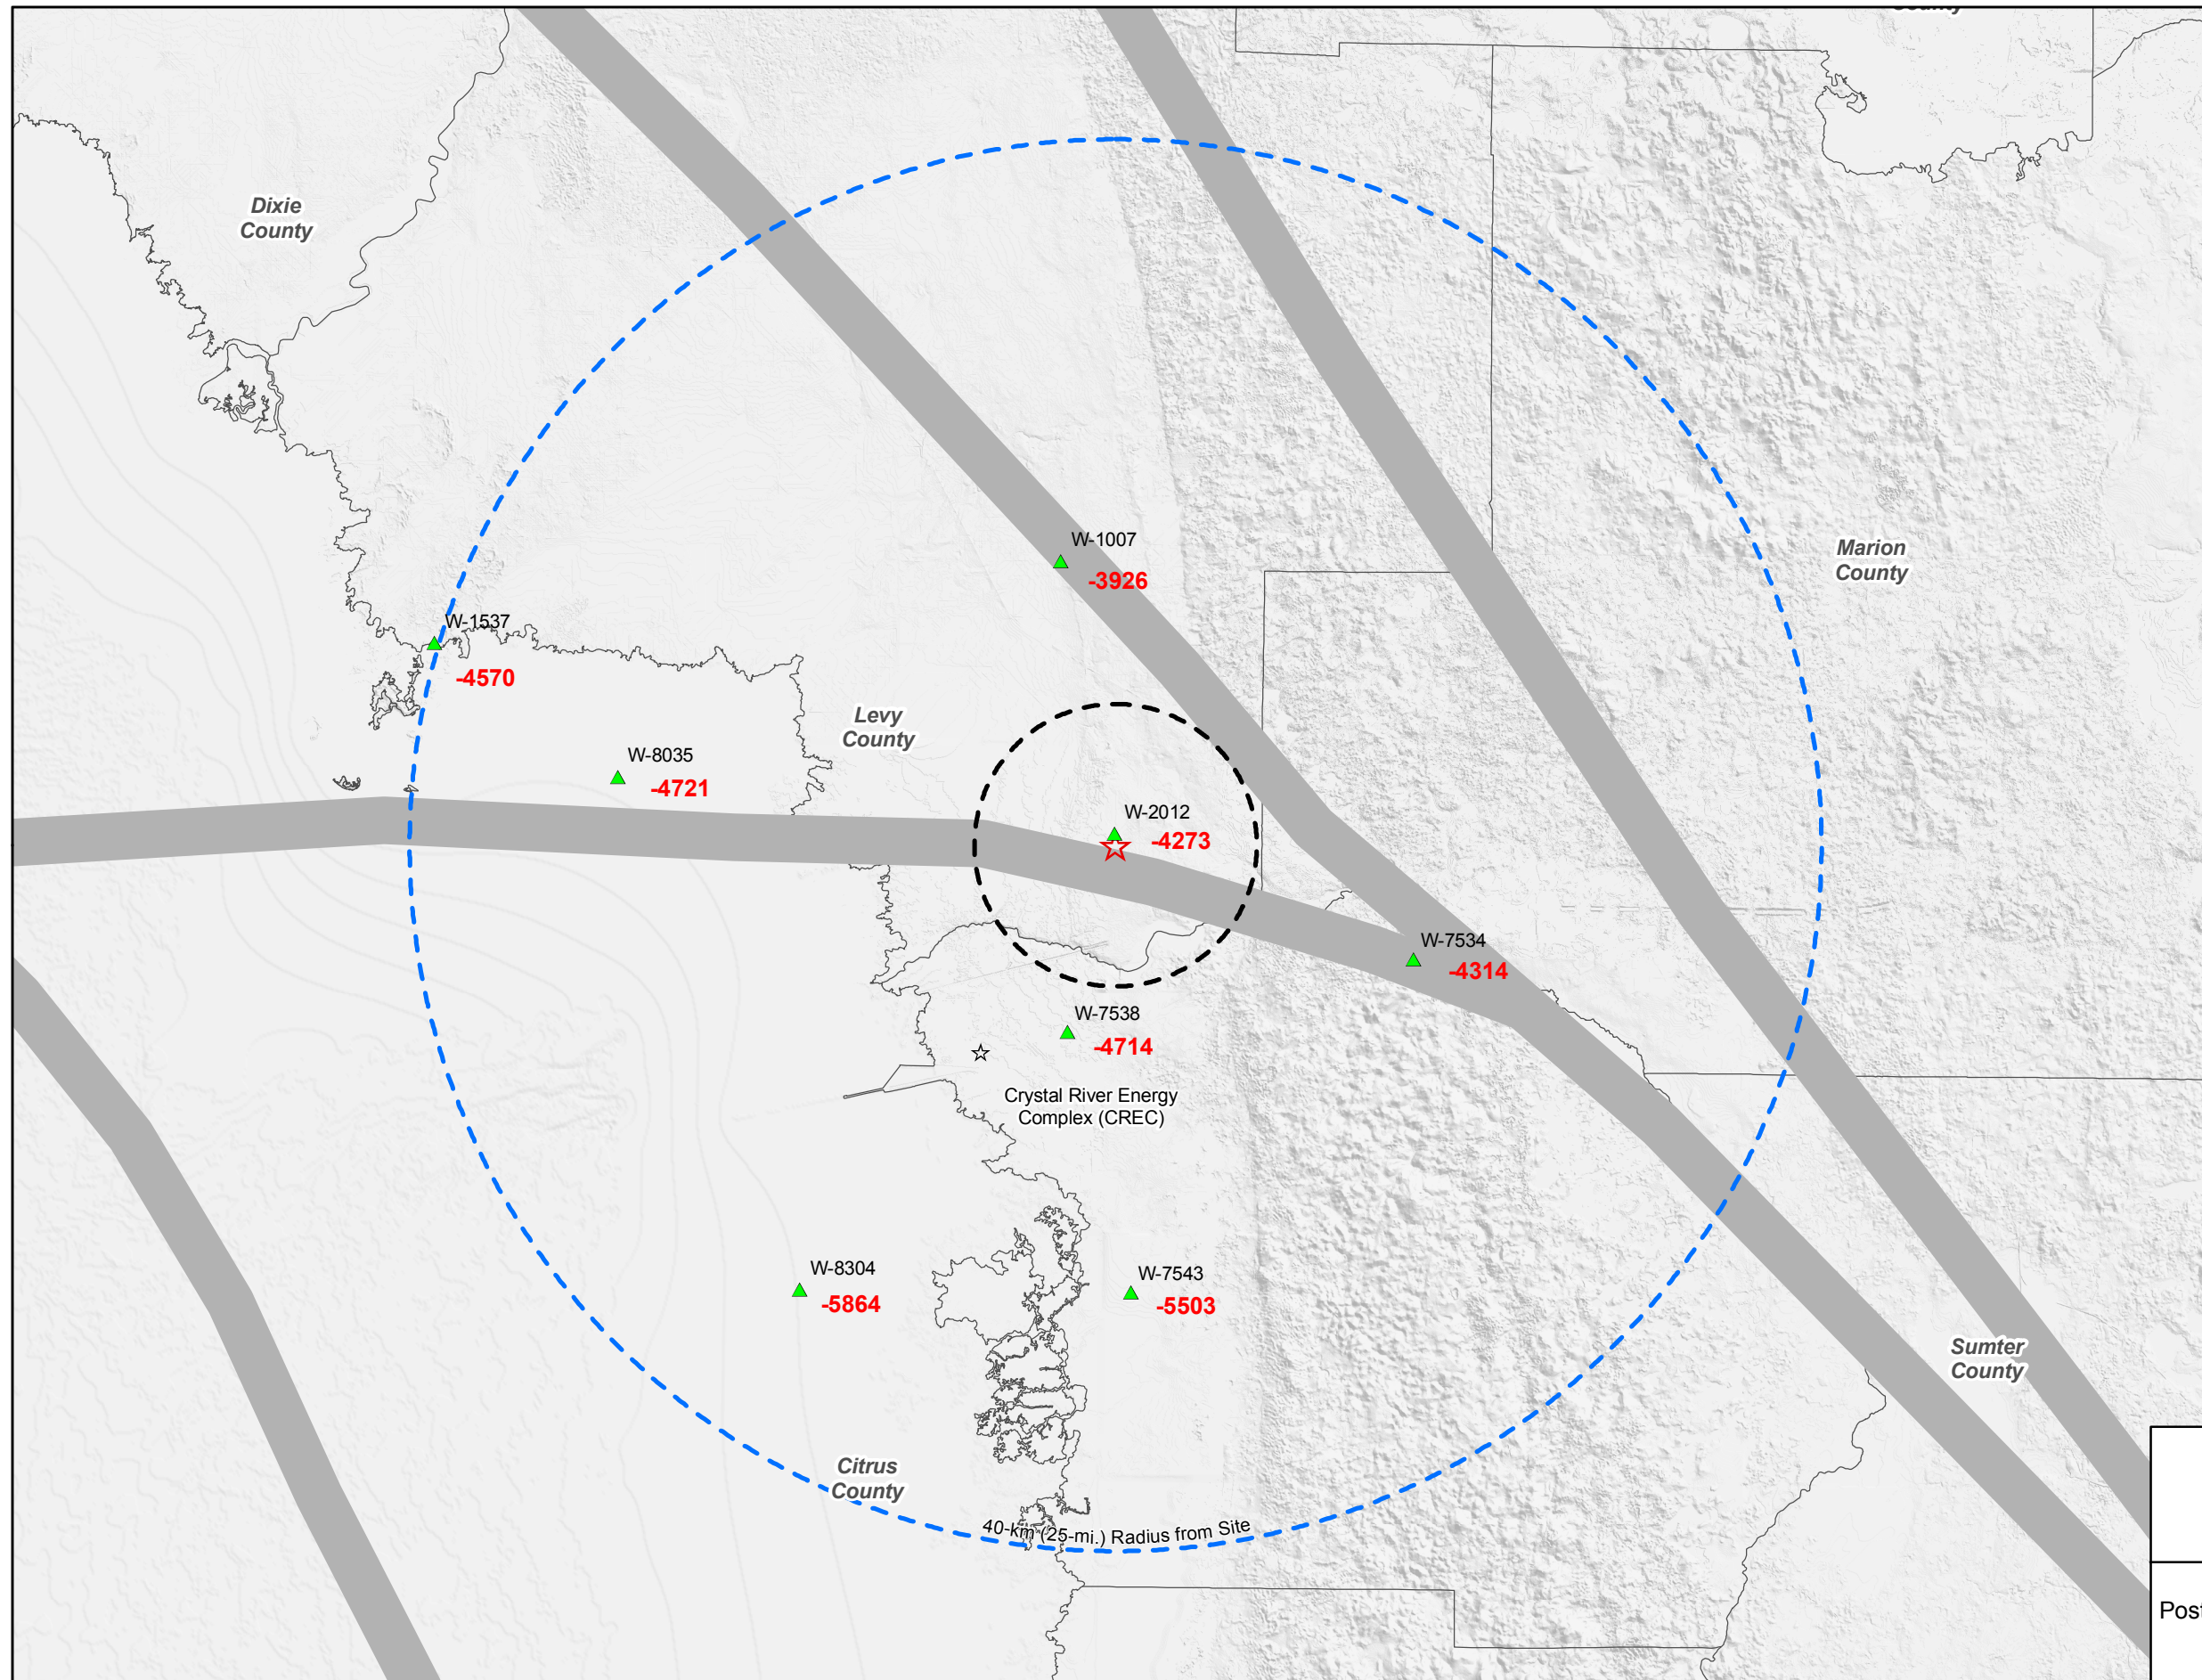 County
Dixie
County
W-1007
-3926
Marion
County
W-1537
-4570
Levy
County
W-8035
-4721
W-2012
-4273
W-7534
-4314
W-7538
-4714
Crystal River Energy
Complex (CREC)
W-8304
-5864
W-7543
-5503
Sumter
County
Citrus
County
40-km (25-mi.) Radius from Site
Post